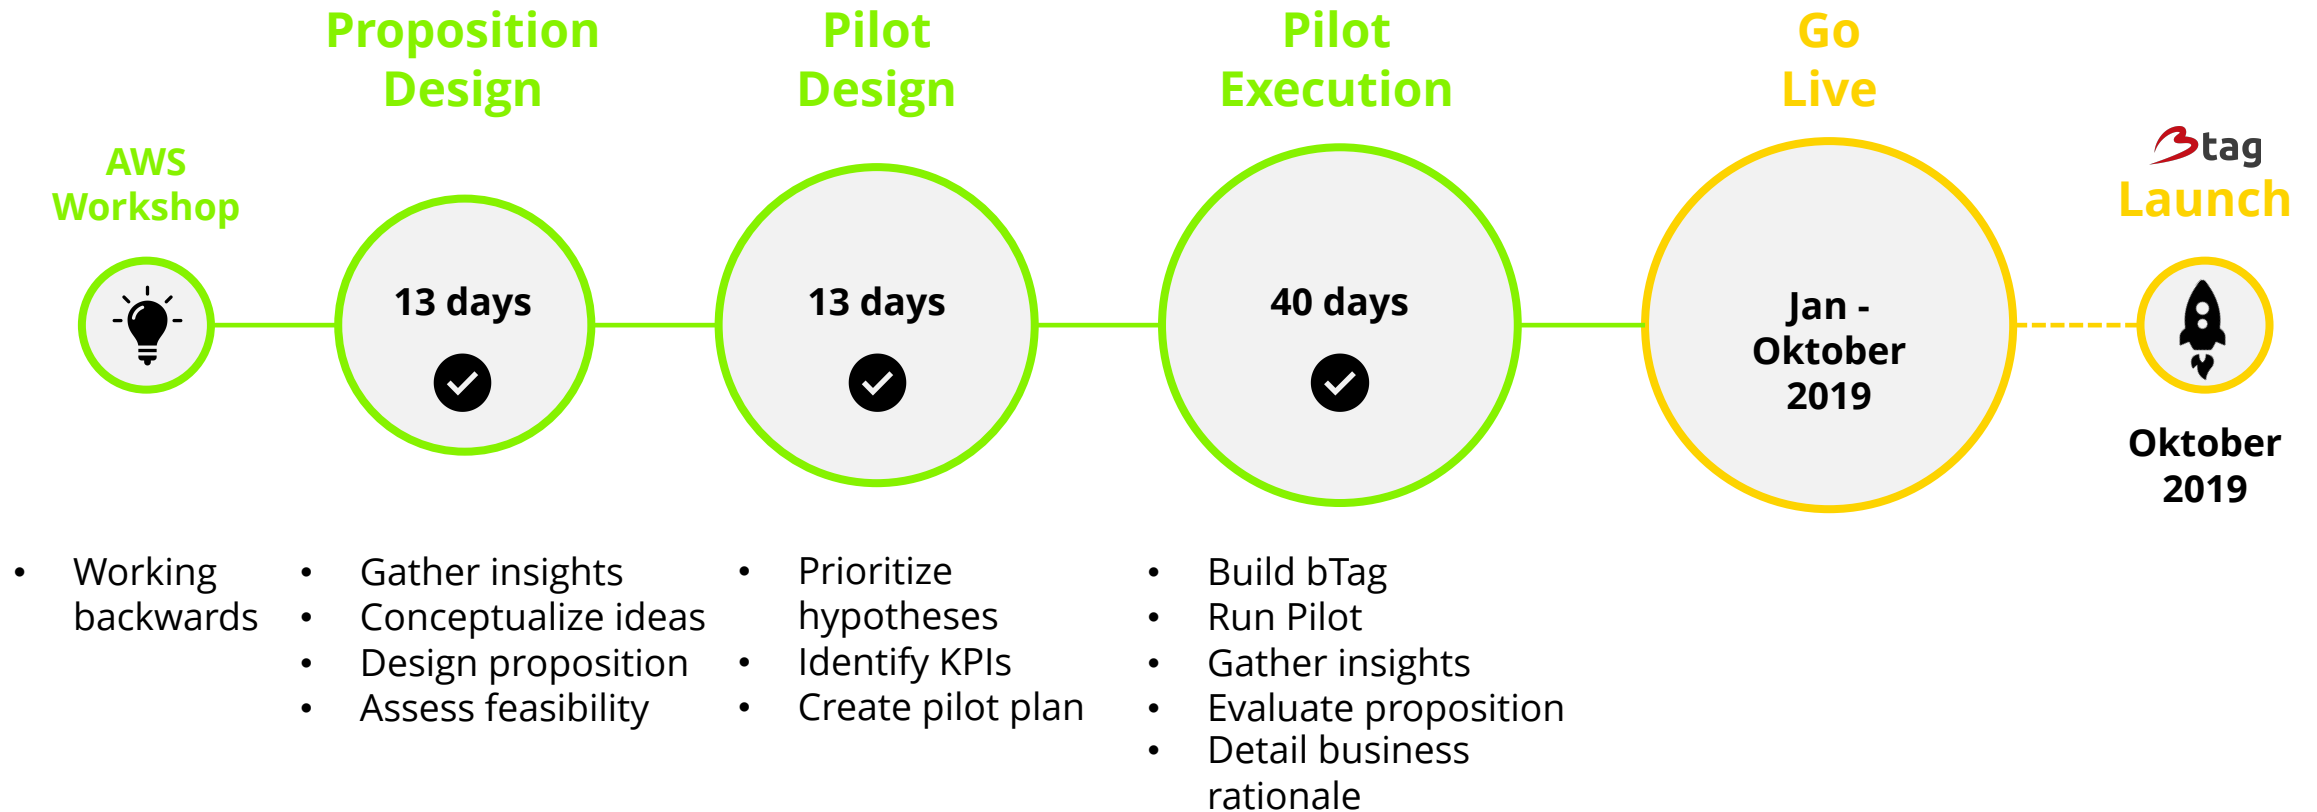 AWS
Workshop
• Working
backwards
Proposition
Design
13 days
• Gather insights
• Conceptualize ideas
• Design proposition
• Assess feasibility
Pilot
Design
13 days
• Prioritize
hypotheses
• Identify KPIs
• Create pilot plan
Pilot
Execution
40 days
• Build bTag
• Run Pilot
• Gather insights
• Evaluate proposition
• Detail business
rationale
Go
Live
Jan -
Oktober
2019
Btag
Launch
Oktober
2019